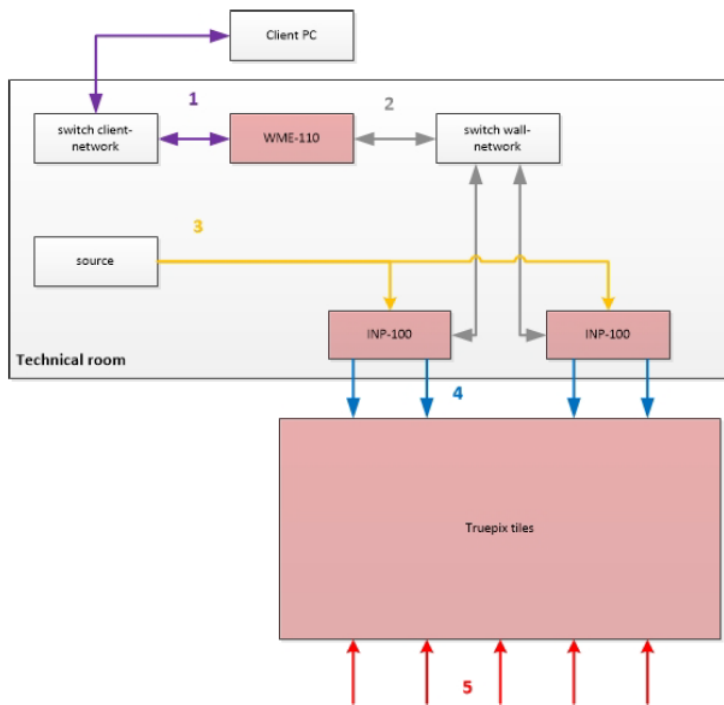 Client PC
1
2
switch client-
network
WME-110
switch wall-
network
3
source
INP-100
INP-100
Technical room
4
Truepix tiles
5